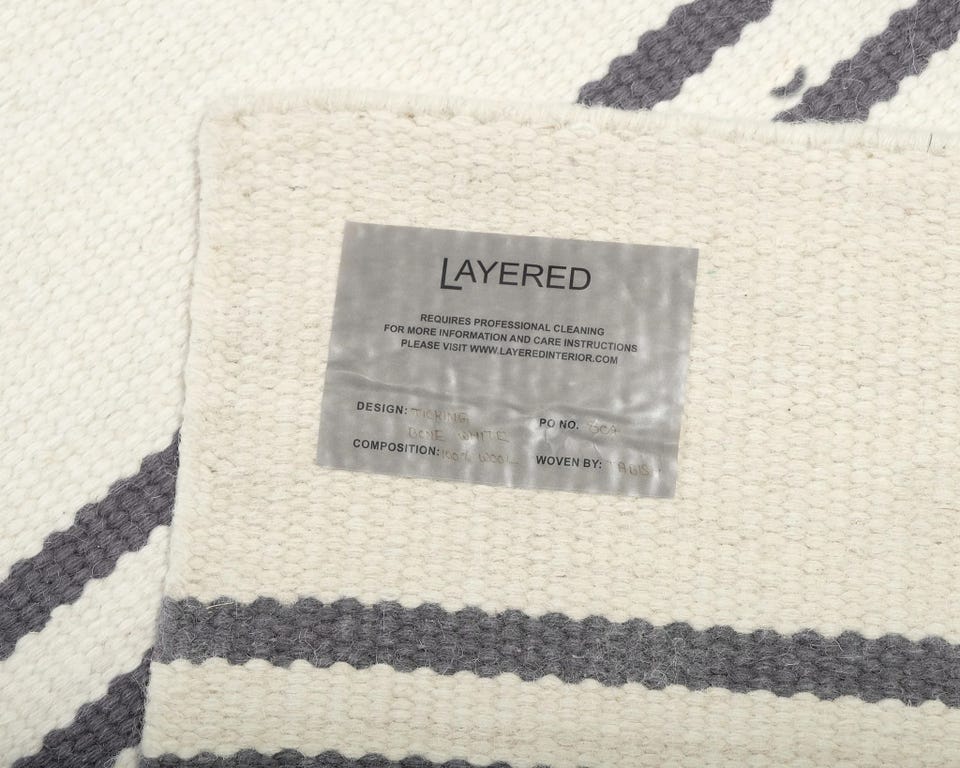 LAYERED
REQUIRES PROFESSIONAL CLEANING
FOR MORE INFORMATION AND CARE INSTRUCTIONS
PLEASE VISIT WWW.LAYEREDINTERIOR.COM
DESIGN: TICKING
BONE WHITE
PO NO.
COMPOSITION: 100% WOOL
WOVEN BY: